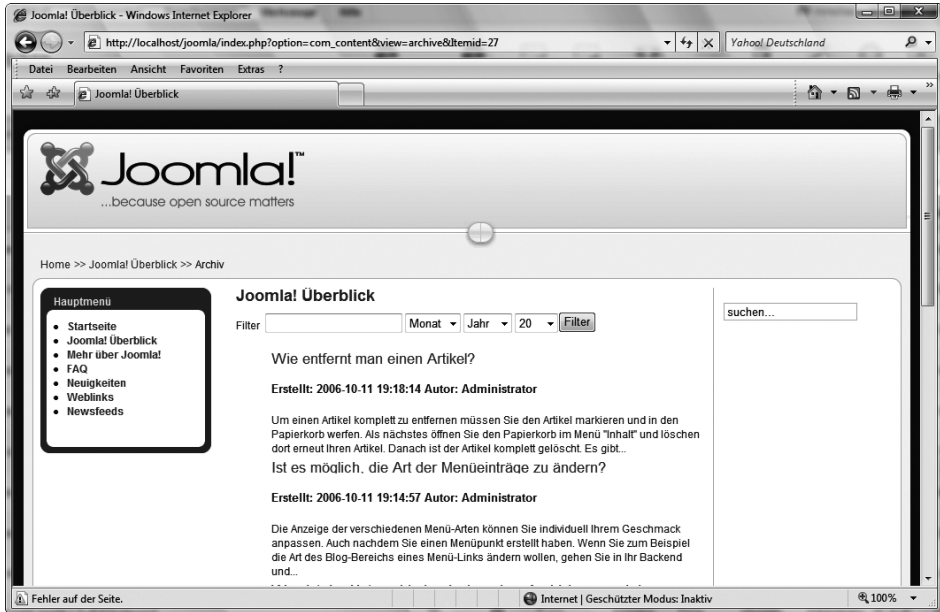 Joomla! Überblick - Windows Internet Explorer
http://localhost/joomla/index.php?option=com_content&view=archive&Itemid=27
Yahoo! Deutschland
Datei Bearbeiten Ansicht Favoriten Extras ?
Joomla! Überblick
Joomla!™
...because open source matters
Home >> Joomla! Überblick >> Archiv
Hauptmenü
Startseite
Joomla! Überblick
Mehr über Joomla!
FAQ
Neuigkeiten
Weblinks
Newsfeeds
Joomla! Überblick
Filter Monat Jahr 20 Filter
Wie entfernt man einen Artikel?
Erstellt: 2006-10-11 19:18:14 Autor: Administrator
Um einen Artikel komplett zu entfernen müssen Sie den Artikel markieren und in den
Papierkorb werfen. Als nächstes öffnen Sie den Papierkorb im Menü "Inhalt" und löschen
dort erneut Ihren Artikel. Danach ist der Artikel komplett gelöscht. Es gibt...
Ist es möglich, die Art der Menüeinträge zu ändern?
Erstellt: 2006-10-11 19:14:57 Autor: Administrator
Die Anzeige der verschiedenen Menü-Arten können Sie individuell Ihrem Geschmack
anpassen. Auch nachdem Sie einen Menüpunkt erstellt haben. Wenn Sie zum Beispiel
die Art des Blog-Bereichs eines Menü-Links ändern wollen, gehen Sie in Ihr Backend
und...
suchen...
Fehler auf der Seite.
Internet | Geschützter Modus: Inaktiv
100%